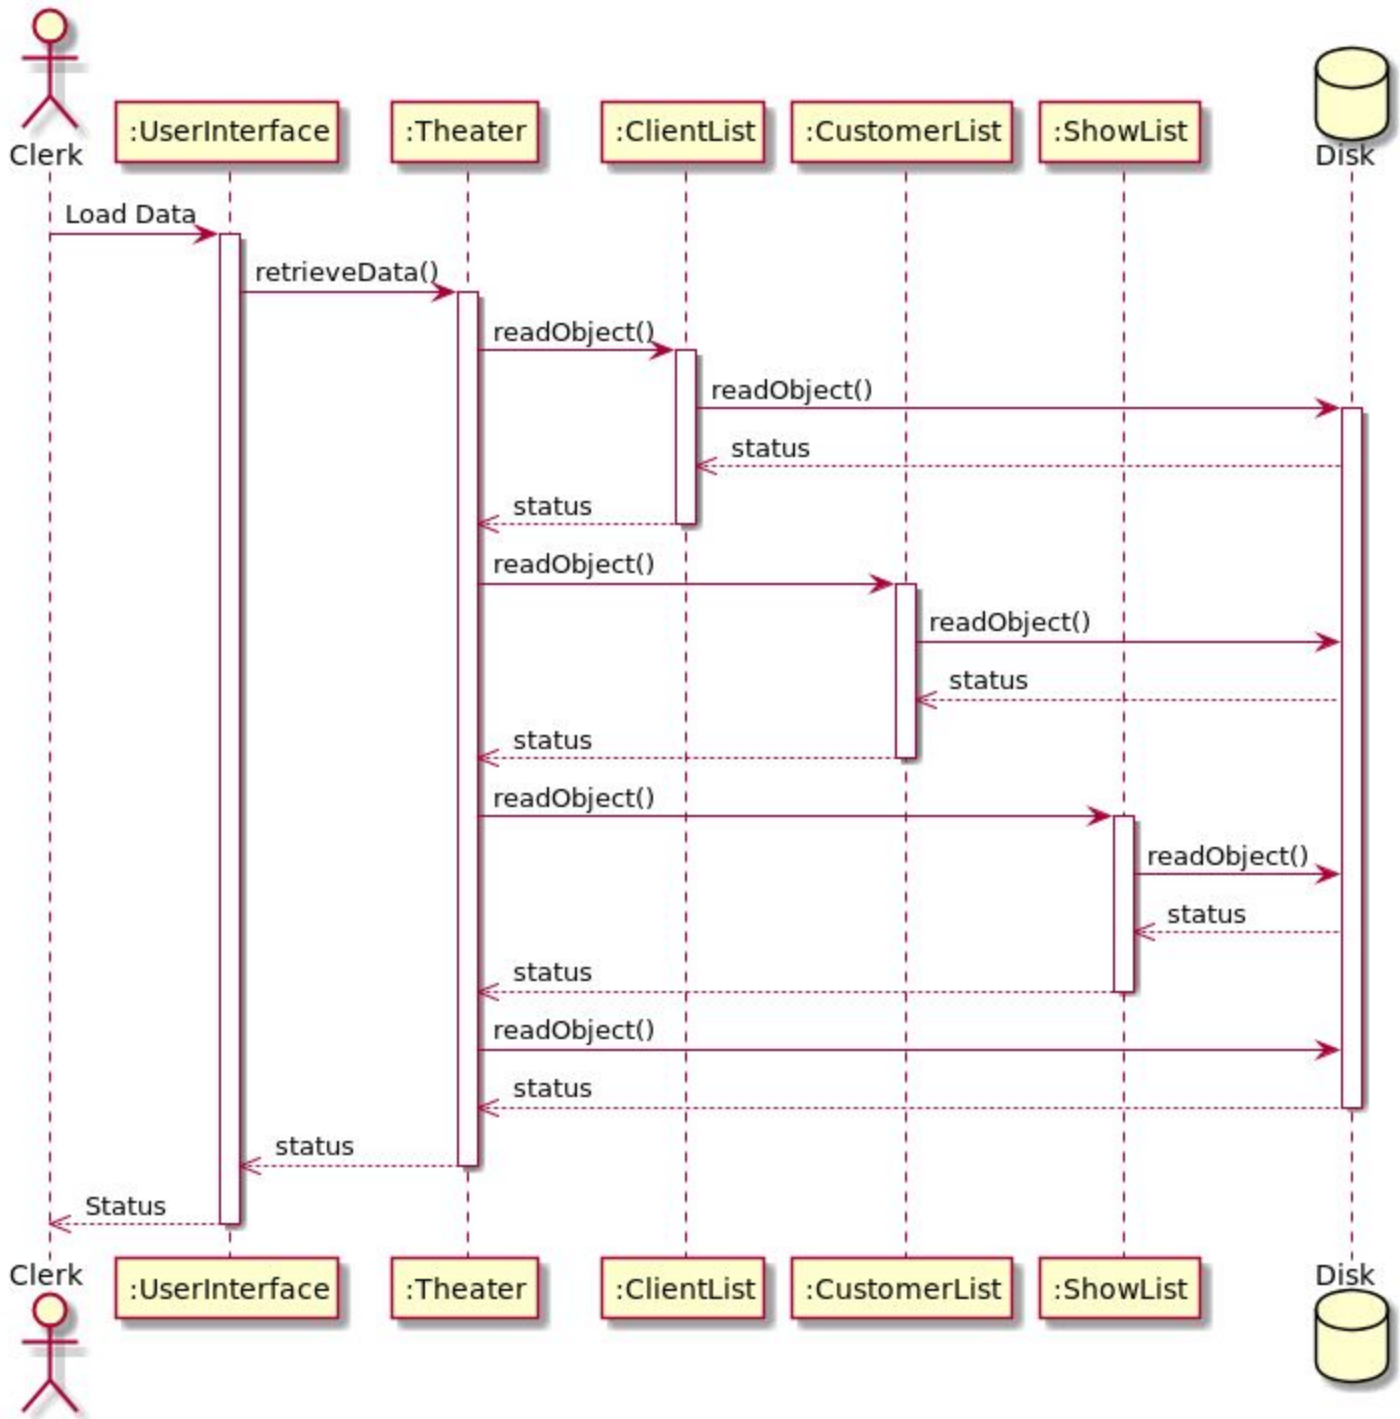 Clerk
:UserInterface
:Theater
:ClientList
:CustomerList
:ShowList
Disk
Load Data
retrieveData()
readObject()
readObject()
status
status
readObject()
readObject()
status
status
readObject()
readObject()
status
status
readObject()
status
status
Status
Clerk
:UserInterface
:Theater
:ClientList
:CustomerList
:ShowList
Disk